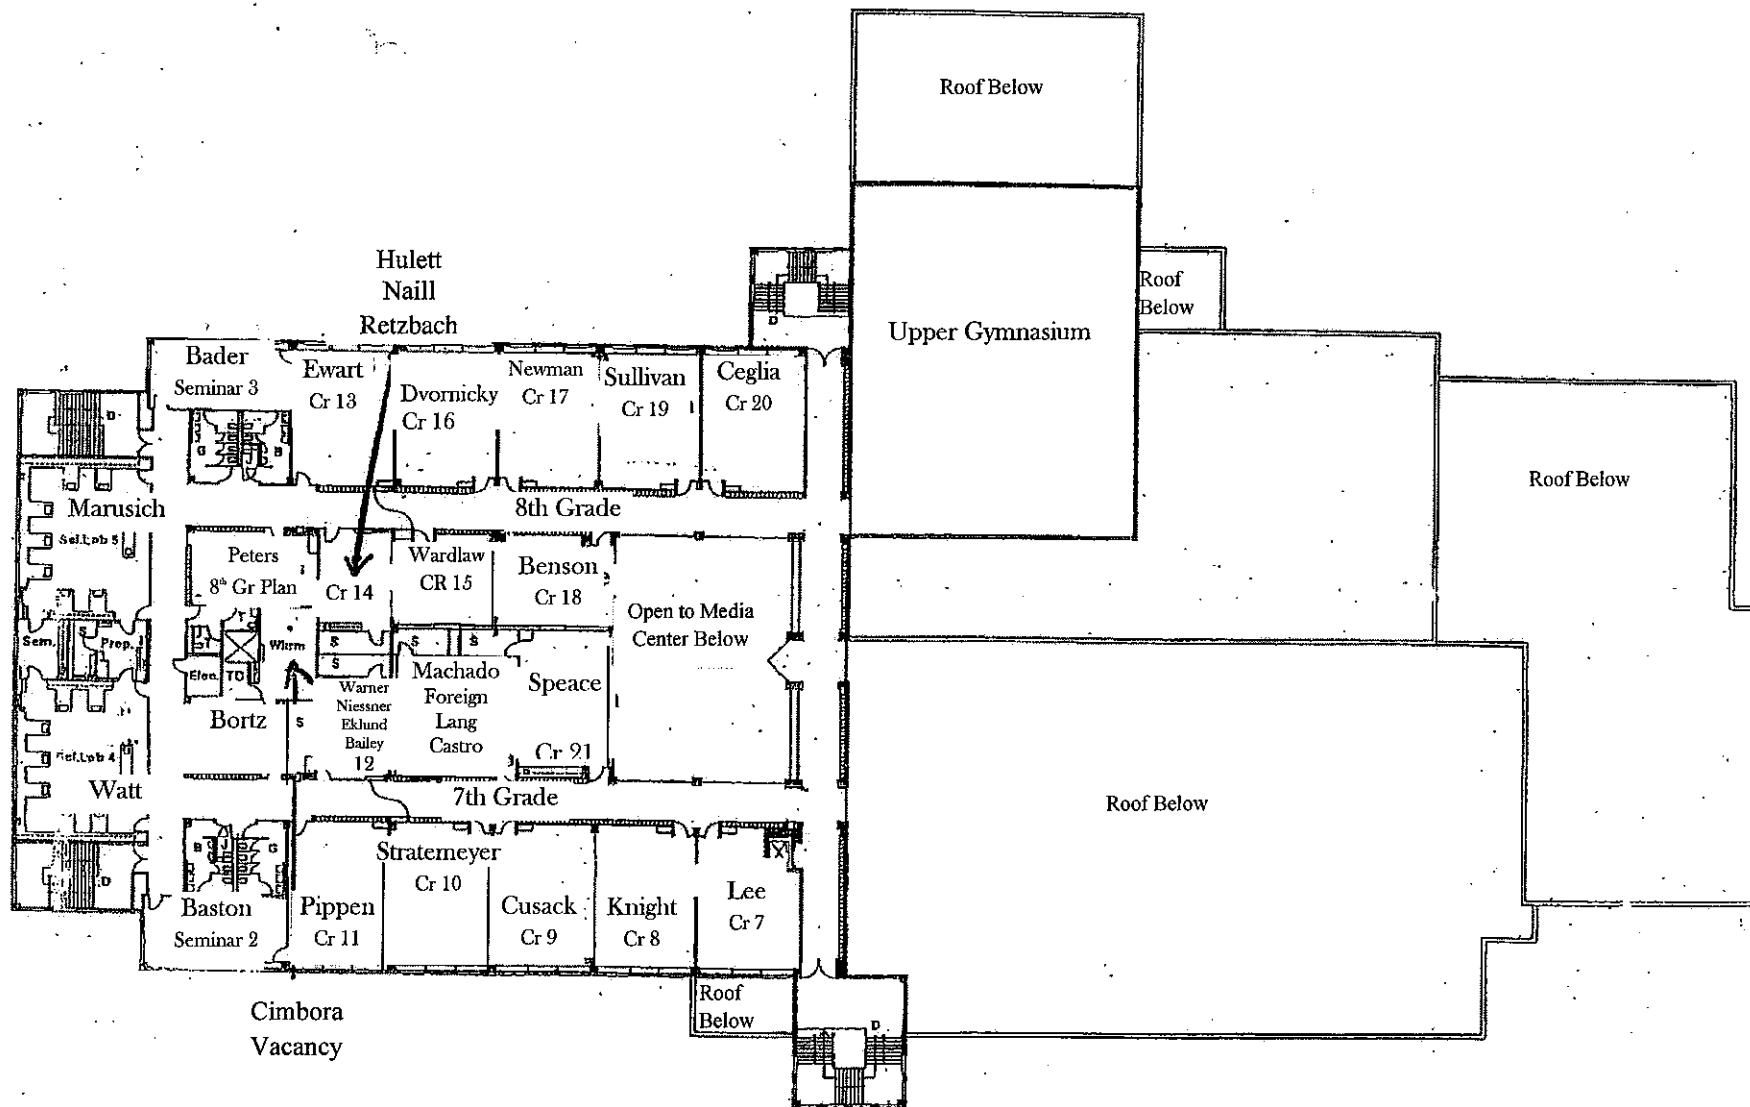 Roof Below
Hulett
Naill
Retzbach
Roof
Below
Upper Gymnasium
D
D
Bader
Seminar 3
Ewart
Cr 13
Dvornicky
Cr 16
Newman
Cr 17
Sullivan
Cr 19
Ceglia
Cr 20
G
B
Roof Below
Marusich
8th Grade
Peters
8th Gr Plan
Cr 14
Wardlaw
CR 15
Benson
Cr 18
Open to Media
Center Below
Sem.
Prep.
Elec.
TD
S
S
S
S
S
Bortz
Warner
Niessner
Eklund
Bailey
12
Machado
Foreign
Lang
Castro
Speace
Cr 21
Watt
7th Grade
Roof Below
B
G
D
Baston
Seminar 2
Pippen
Cr 11
Stratemeyer
Cr 10
Cusack
Cr 9
Knight
Cr 8
Lee
Cr 7
Roof
Below
D
Cimbora
Vacancy